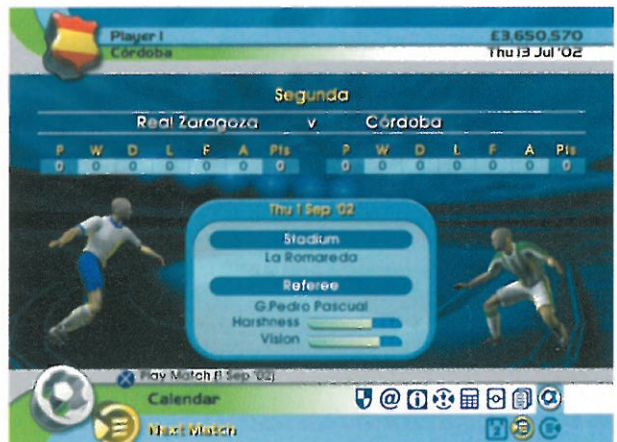 Player 1
£3,650,570
Córdoba
Thu 13 Jul '02
Segunda
Real Zaragoza v Córdoba
P W D L F A Pts P W D L F A Pts
0 0 0 0 0 0 0 0 0 0 0 0 0 0
Thu 1 Sep '02
Stadium
La Romareda
Referee
G.Pedro Pascual
Harshness
Vision
Play Match (1 Sep '02)
Calendar
Next Match